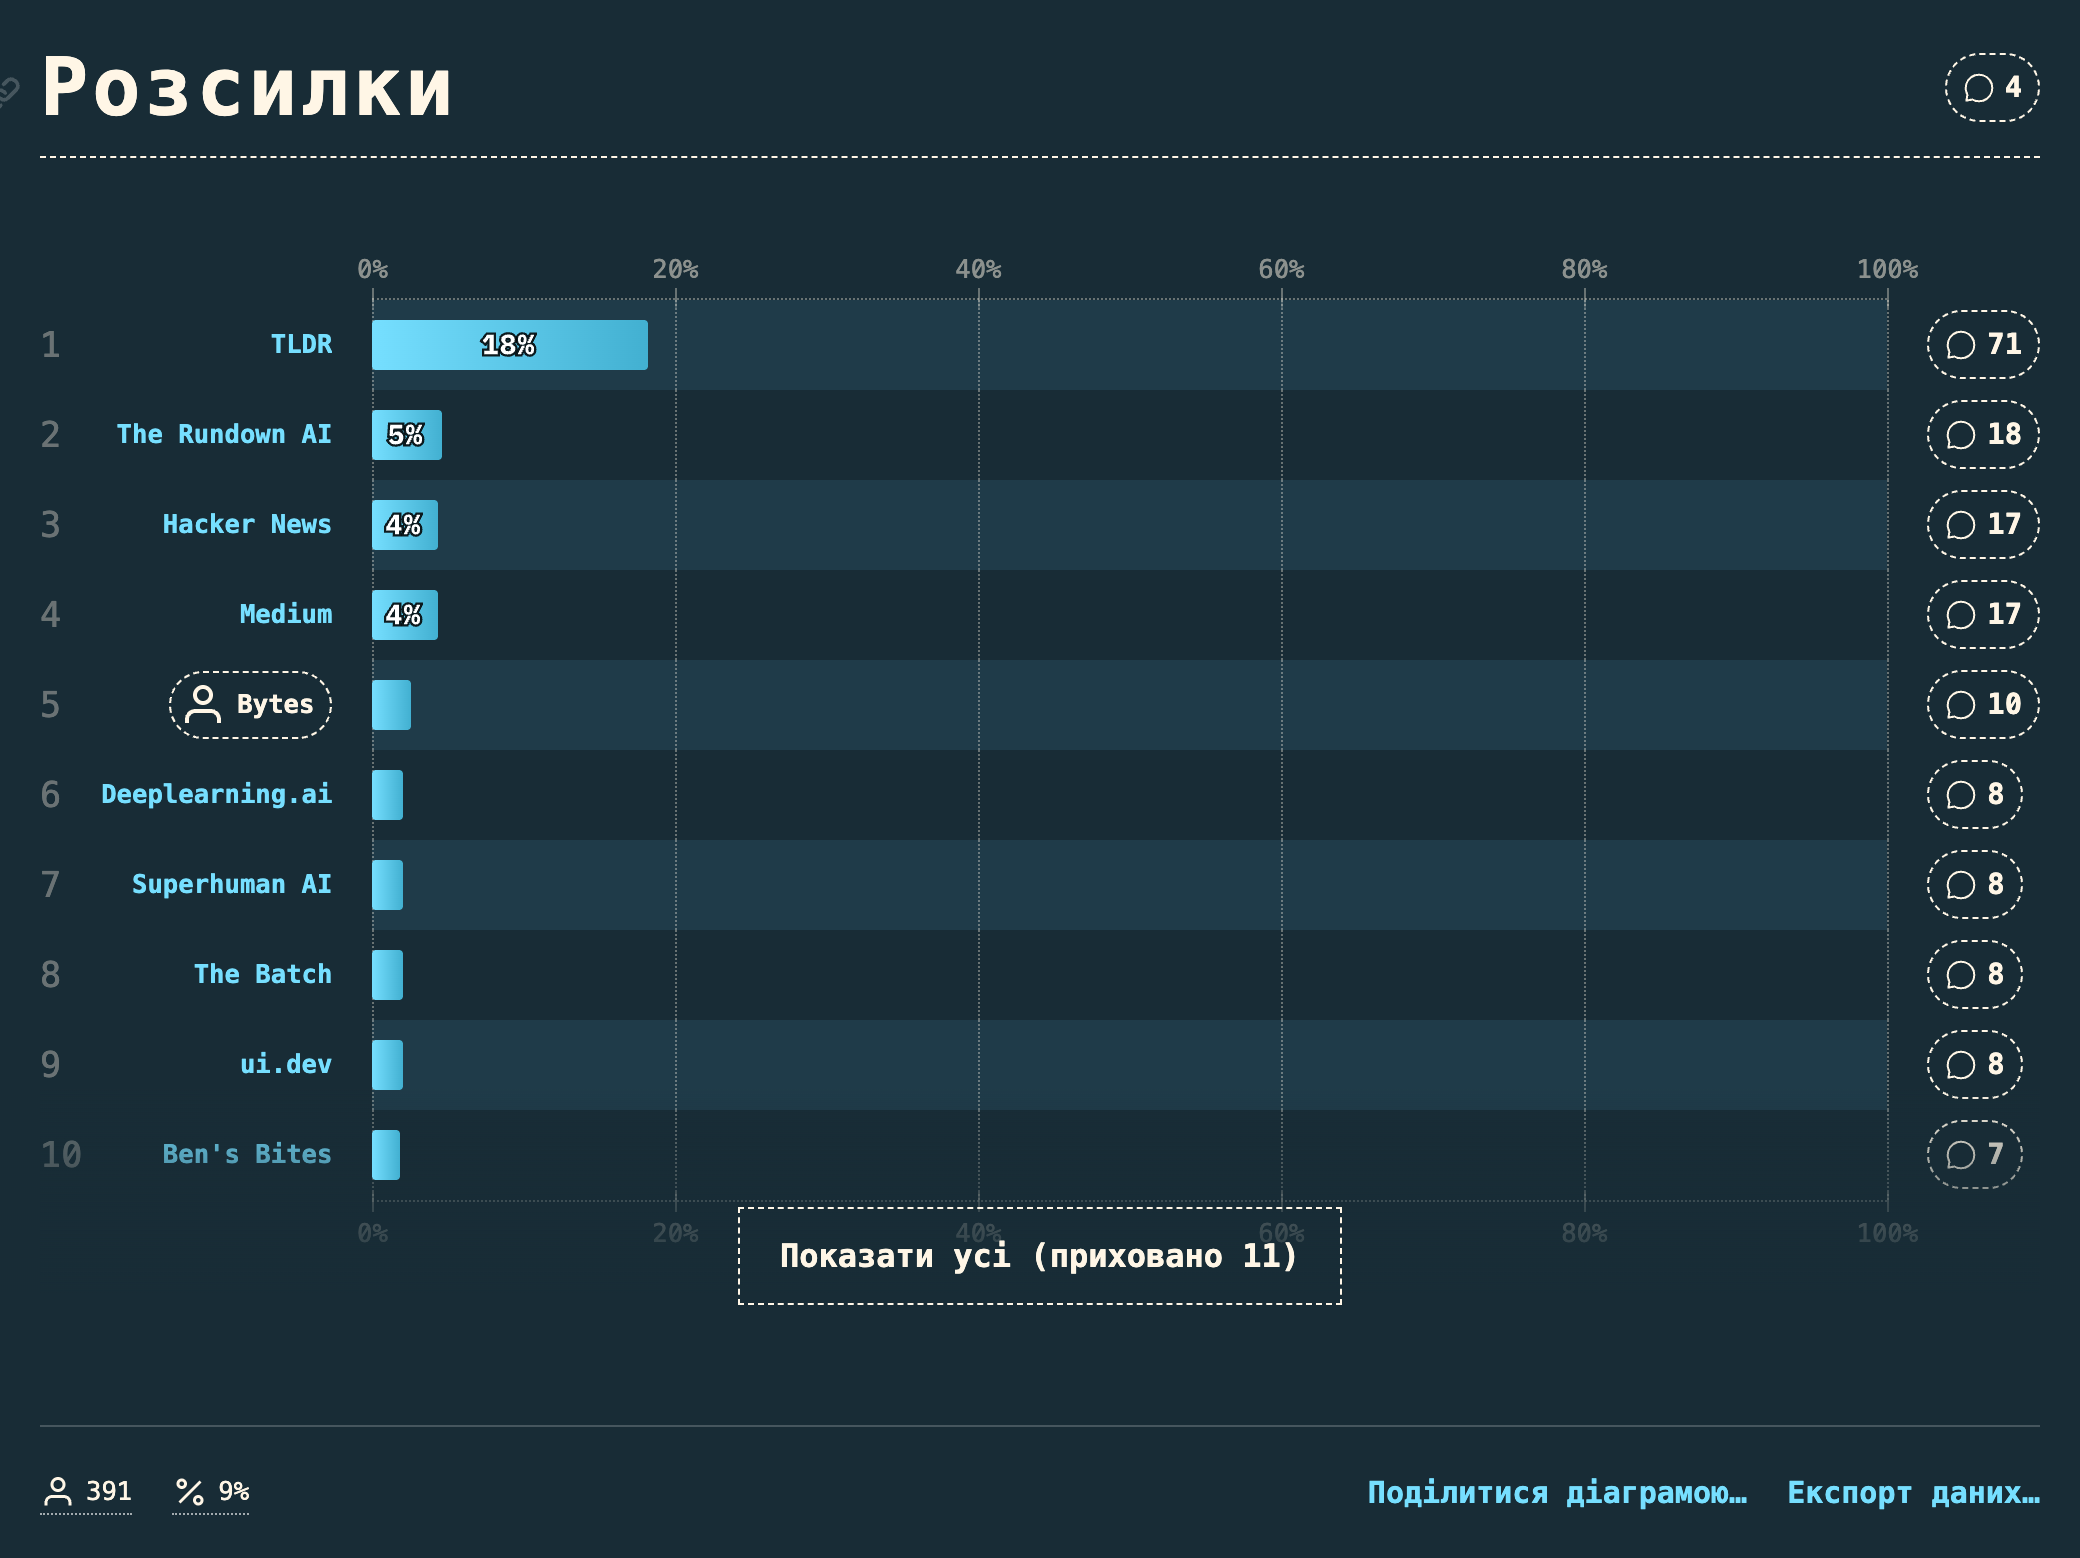 Розсилки
4
0% 20% 40% 60% 80% 100%
1 TLDR 18% 71
2 The Rundown AI 5% 18
3 Hacker News 4% 17
4 Medium 4% 17
5 Bytes 10
6 Deeplearning.ai 8
7 Superhuman AI 8
8 The Batch 8
9 ui.dev 8
10 Ben's Bites 7
0% 20% 40% 60% 80% 100%
Показати усі (приховано 11)
391 9% Поділитися діаграмою… Експорт даних…